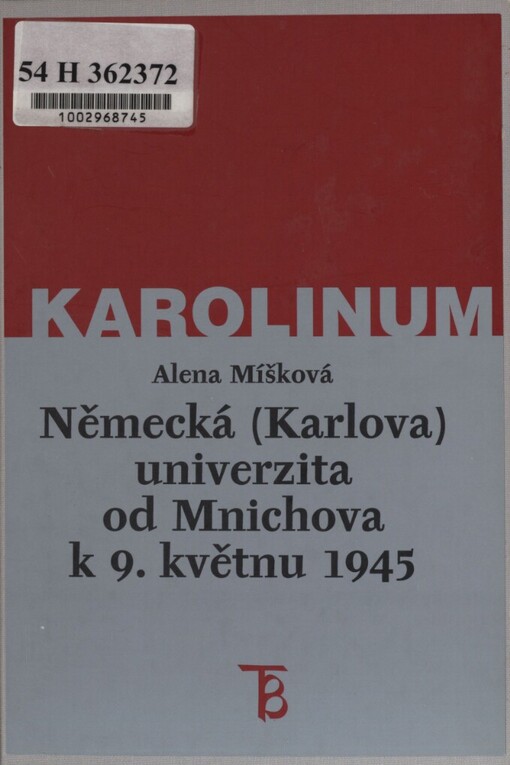 54 H 362372
1002968745
KAROLINUM
Alena Míšková
Německá (Karlova)
univerzita
od Mnichova
k 9. květnu 1945